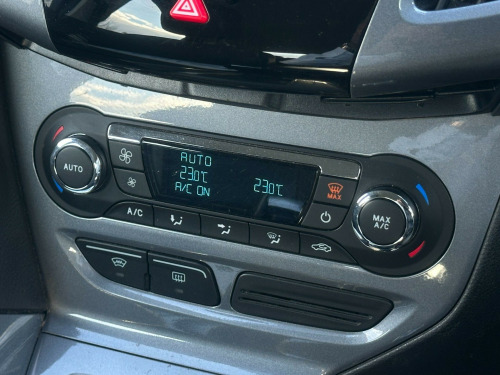 AUTO
AUTO
23.0℃ 23.0℃
A/C ON
MAX
A/C
MAX A/C